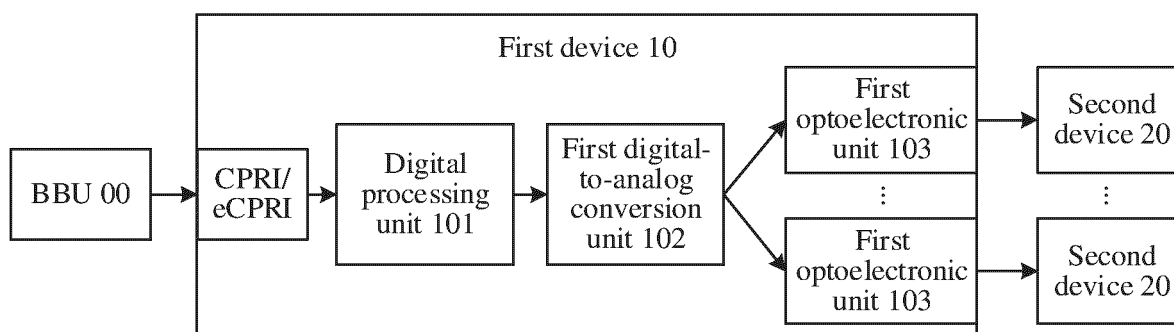 First device 10
BBU 00
CPRI/
eCPRI
Digital
processing
unit 101
First digital-
to-analog
conversion
unit 102
First
optoelectronic
unit 103
Second
device 20
⋮
⋮
First
optoelectronic
unit 103
Second
device 20